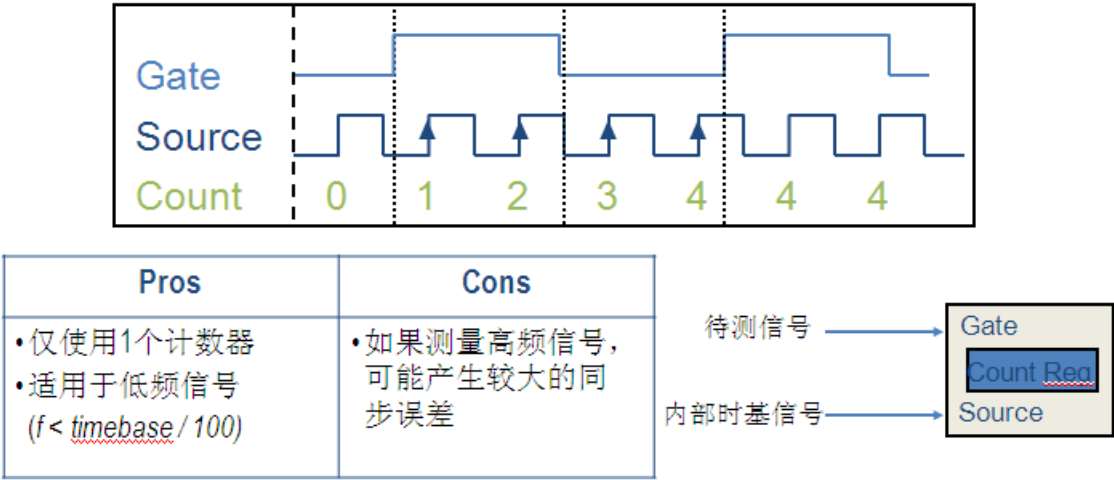 Gate
Source
Count 0 1 2 3 4 4 4
Pros
•仅使用1个计数器
•适用于低频信号
(f < timebase / 100)
Cons
•如果测量高频信号,
可能产生较大的同
步误差
待测信号
内部时基信号
Gate
Count Reg
Source